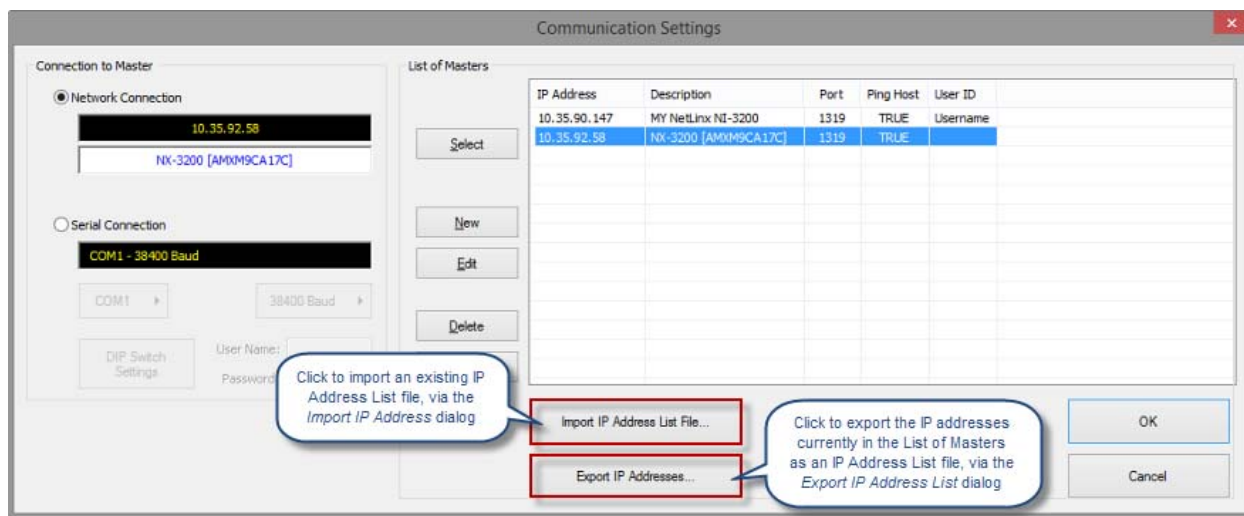 Communication Settings
Connection to Master
Network Connection
10.35.92.58
NX-3200 [AMXM9CA17C]
Serial Connection
COM1 - 38400 Baud
COM1
38400 Baud
DIP Switch
Settings
User Name:
Password
List of Masters
Select
New
Edit
Delete
IP Address Description Port Ping Host User ID
10.35.90.147 MY NetLinx NI-3200 1319 TRUE Username
10.35.92.58 NX-3200 [AMXM9CA17C] 1319 TRUE
Click to import an existing IP
Address List file, via the
Import IP Address dialog
Import IP Address List File...
Export IP Addresses...
Click to export the IP addresses
currently in the List of Masters
as an IP Address List file, via the
Export IP Address List dialog
OK
Cancel